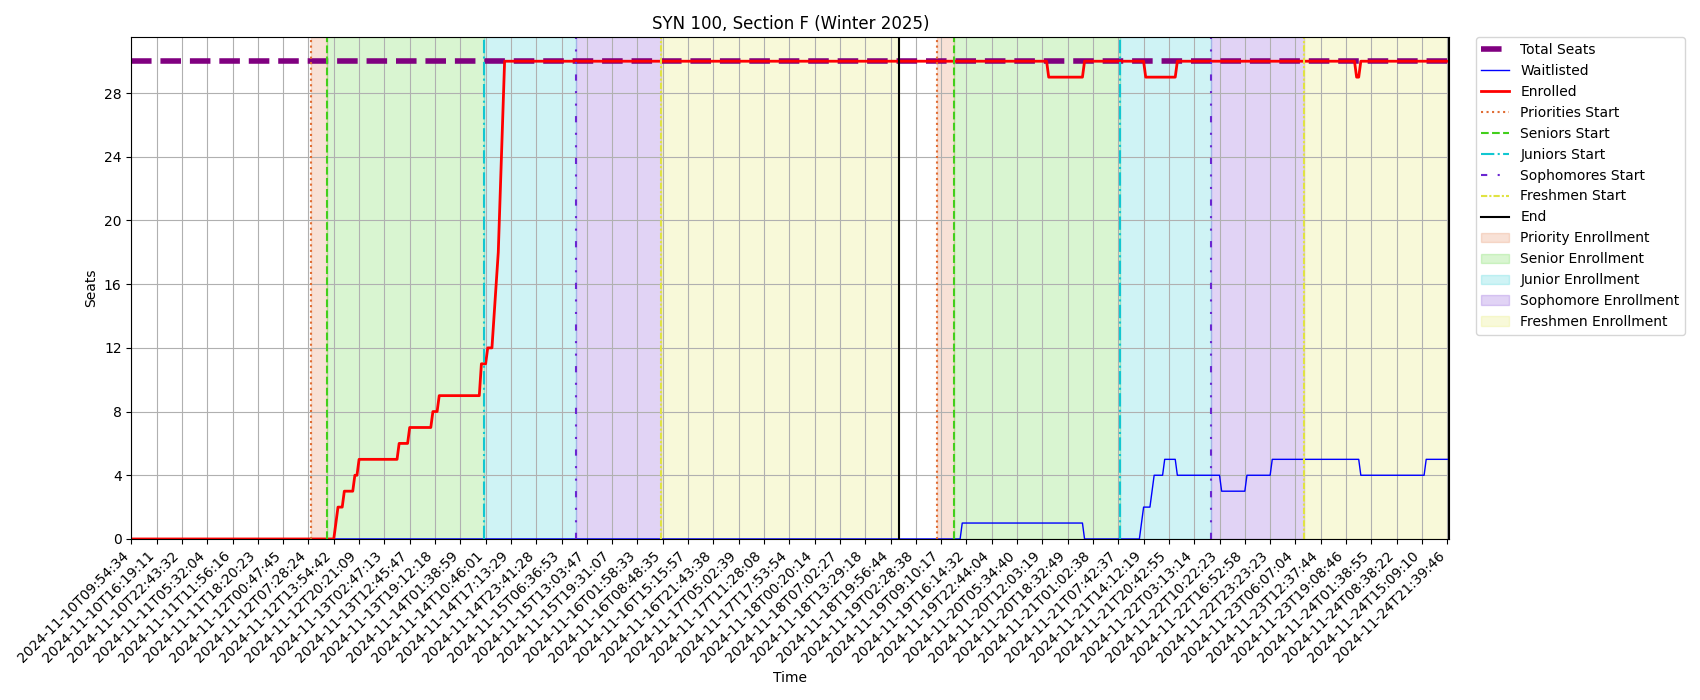 SYN 100, Section F (Winter 2025)
Seats
28
24
20
16
12
8
4
0
2024-11-10T09:54:34
2024-11-10T16:19:11
2024-11-10T22:43:32
2024-11-11T05:32:04
2024-11-11T11:56:16
2024-11-11T18:20:23
2024-11-12T00:47:45
2024-11-12T07:28:24
2024-11-12T13:54:42
2024-11-12T20:21:09
2024-11-13T02:47:13
2024-11-13T12:45:47
2024-11-13T19:12:18
2024-11-14T01:38:59
2024-11-14T10:46:01
2024-11-14T17:13:29
2024-11-14T23:41:28
2024-11-15T06:36:53
2024-11-15T13:03:47
2024-11-15T19:31:07
2024-11-16T01:58:33
2024-11-16T08:48:35
2024-11-16T15:15:57
2024-11-16T21:43:38
2024-11-17T05:02:39
2024-11-17T11:28:08
2024-11-17T17:53:54
2024-11-18T00:20:14
2024-11-18T07:02:27
2024-11-18T13:29:18
2024-11-18T19:56:44
2024-11-19T02:28:38
2024-11-19T09:10:17
2024-11-19T16:14:32
2024-11-19T22:44:04
2024-11-20T05:34:40
2024-11-20T12:03:19
2024-11-20T18:32:49
2024-11-21T01:02:38
2024-11-21T07:42:37
2024-11-21T14:12:19
2024-11-21T20:42:55
2024-11-22T03:13:14
2024-11-22T10:22:23
2024-11-22T16:52:58
2024-11-22T23:23:23
2024-11-23T06:07:04
2024-11-23T12:37:44
2024-11-23T19:08:46
2024-11-24T01:38:55
2024-11-24T08:38:22
2024-11-24T15:09:10
2024-11-24T21:39:46
Time
Total Seats
Waitlisted
Enrolled
Priorities Start
Seniors Start
Juniors Start
Sophomores Start
Freshmen Start
End
Priority Enrollment
Senior Enrollment
Junior Enrollment
Sophomore Enrollment
Freshmen Enrollment